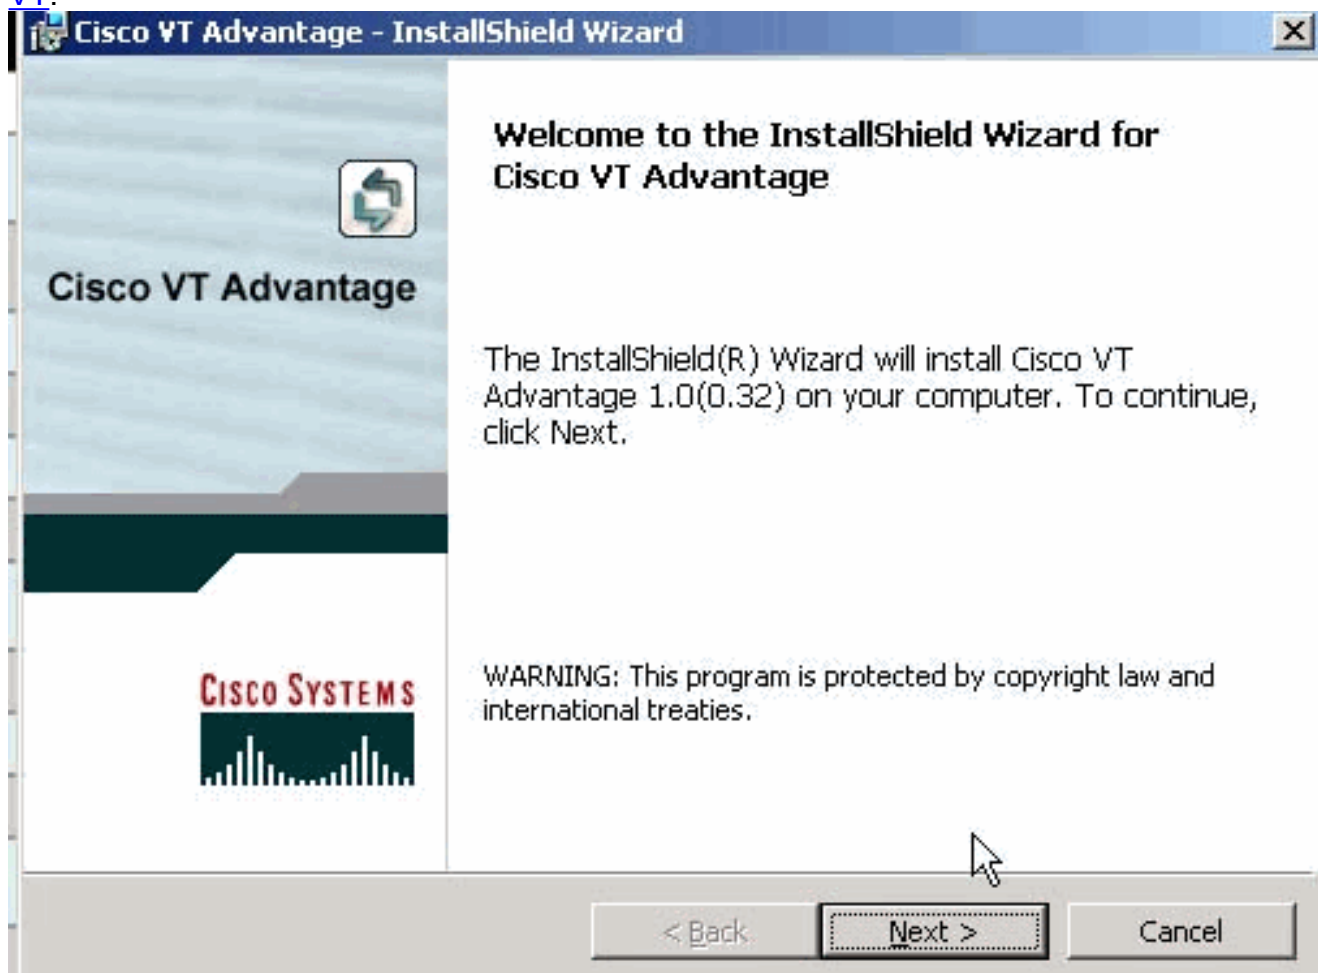 VT.
Cisco VT Advantage - InstallShield Wizard
Welcome to the InstallShield Wizard for
Cisco VT Advantage
Cisco VT Advantage
The InstallShield(R) Wizard will install Cisco VT
Advantage 1.0(0.32) on your computer. To continue,
click Next.
CISCO SYSTEMS
WARNING: This program is protected by copyright law and
international treaties.
< Back
Next >
Cancel